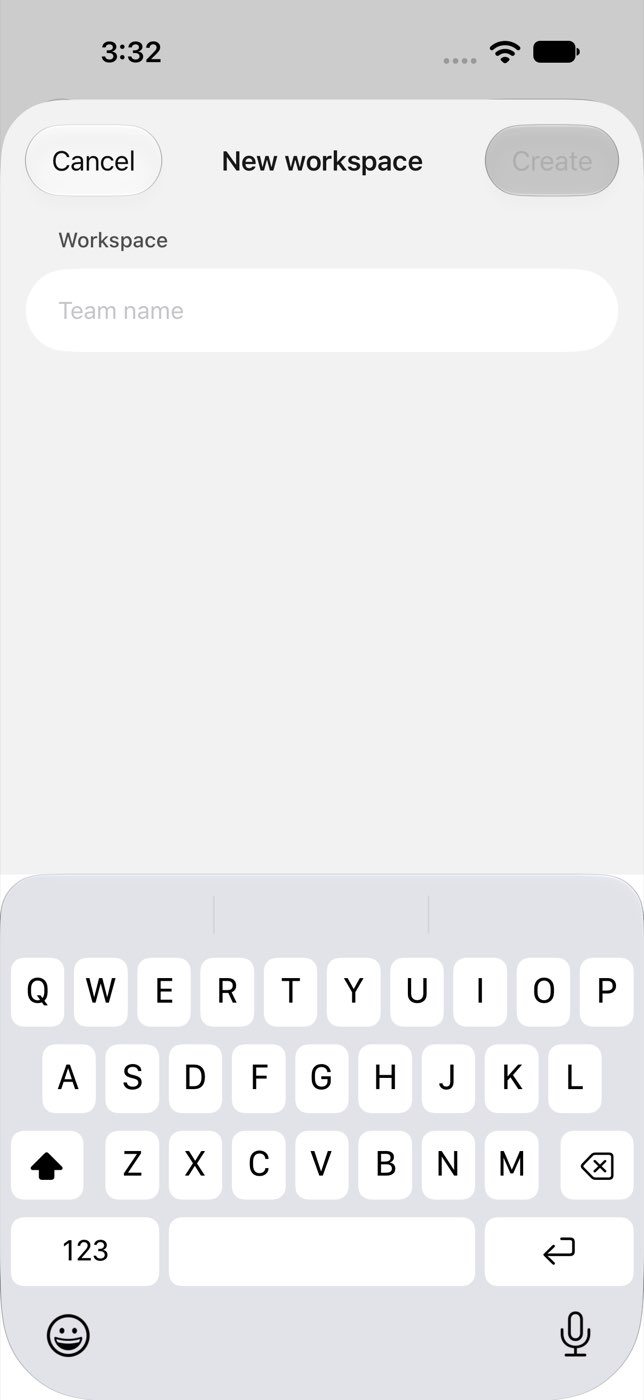 3:32
Cancel
New workspace
Create
Workspace
Team name
Q W E R T Y U I O P
A S D F G H J K L
Z X C V B N M
123